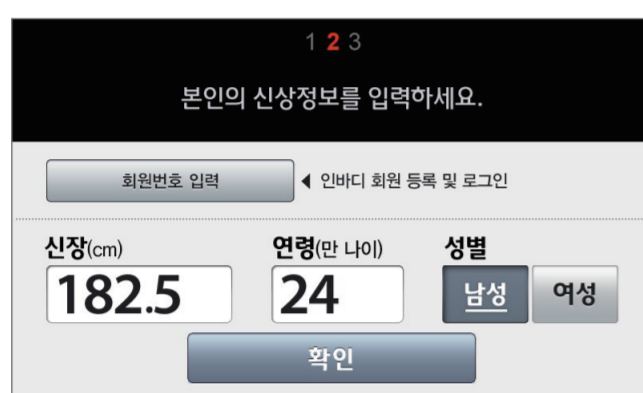 1 2 3
본인의 신상정보를 입력하세요.
회원번호 입력 ◀ 인바디 회원 등록 및 로그인
신장(cm) 연령(만 나이) 성별
182.5 24 남성 여성
확인